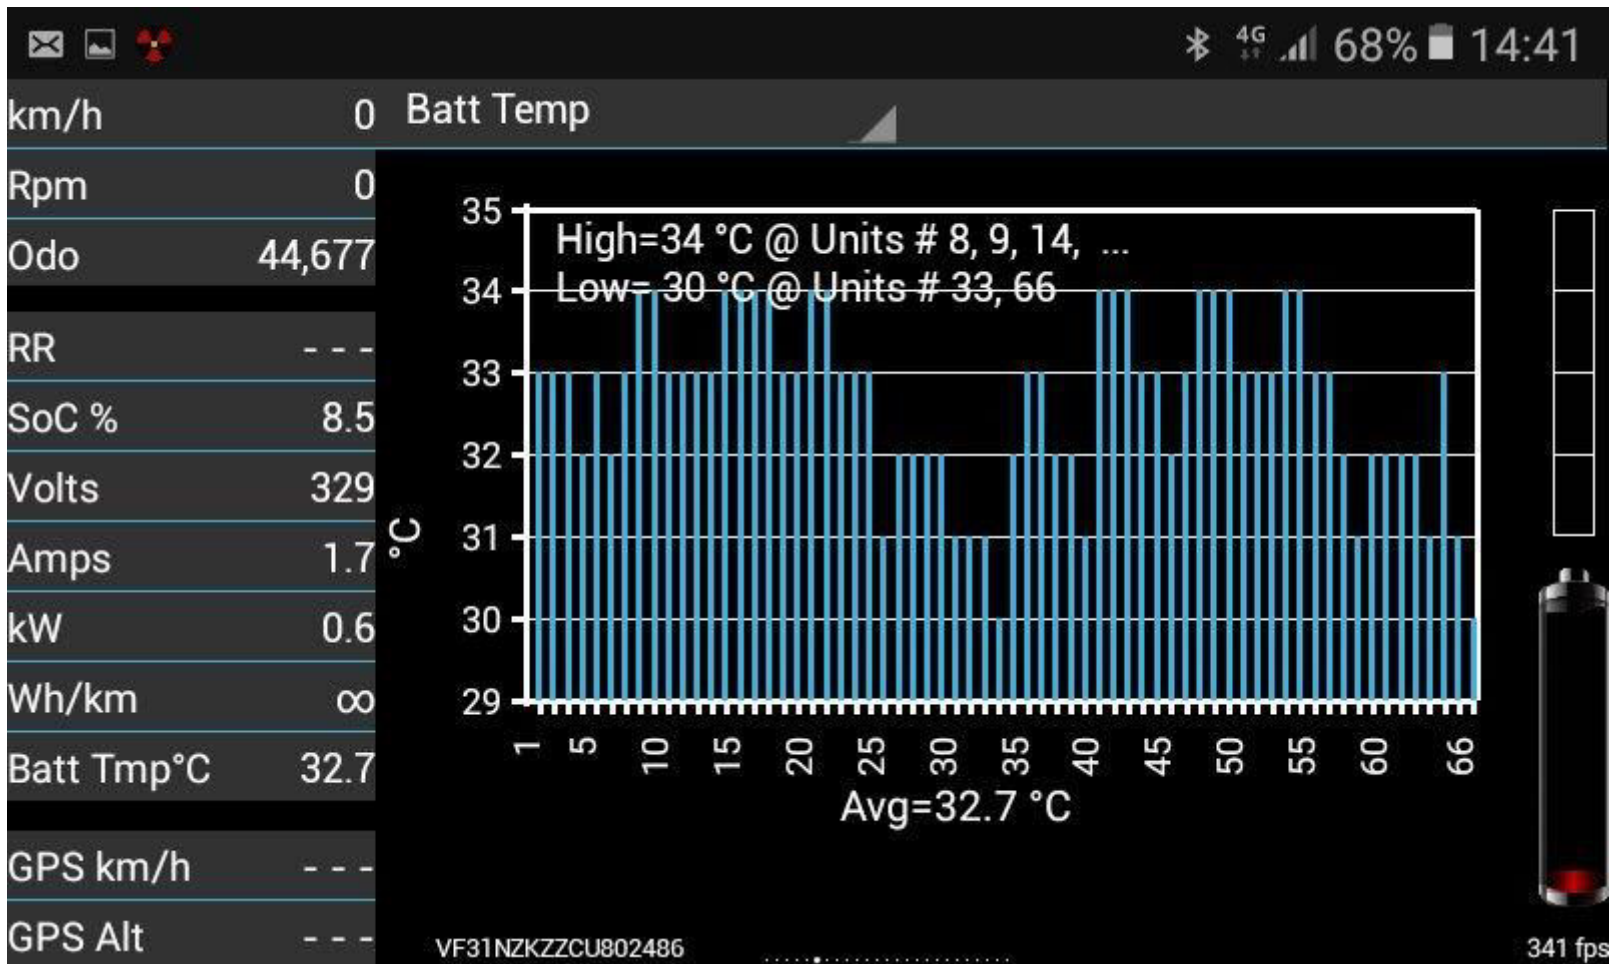 4G 68% 14:41
km/h 0
Rpm 0
Odo 44,677
RR - - -
SoC % 8.5
Volts 329
Amps 1.7
kW 0.6
Wh/km ∞
Batt Tmp°C 32.7
GPS km/h - - -
GPS Alt - - -
Batt Temp
High=34 °C @ Units # 8, 9, 14, ...
Low= 30 °C @ Units # 33, 66
35
34
33
32
31
30
29
°C
1 5 10 15 20 25 30 35 40 45 50 55 60 66
Avg=32.7 °C
VF31NZKZZCU802486
341 fps